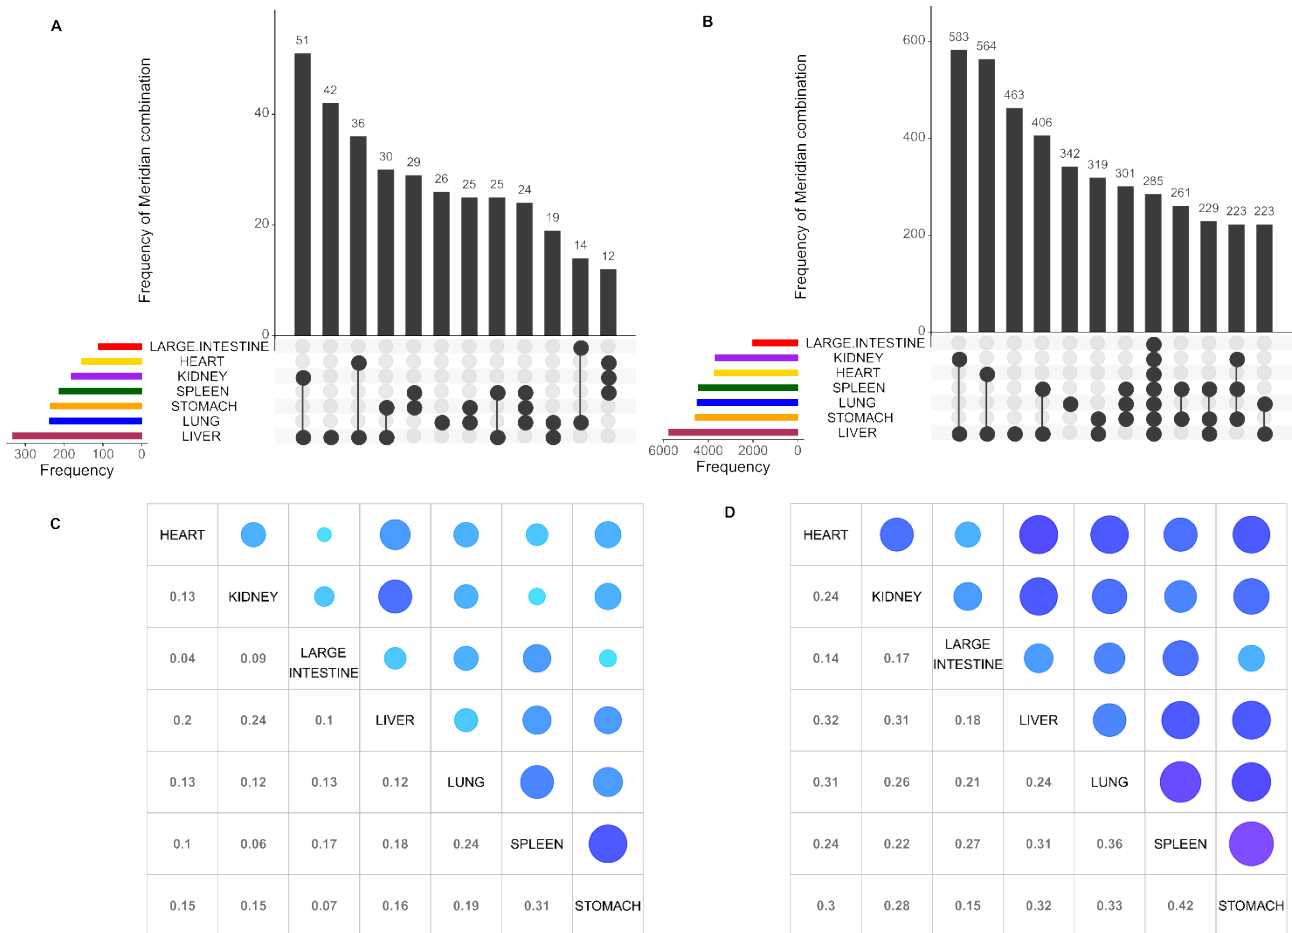 A
Frequency of Meridian combination
40
20
0
51
42
36
30
29
26
25
25
24
19
14
12
LARGE.INTESTINE
HEART
KIDNEY
SPLEEN
STOMACH
LUNG
LIVER
300 200 100 0
Frequency
B
Frequency of Meridian combination
600
400
200
0
583
564
463
406
342
319
301
285
261
229
223
223
LARGE.INTESTINE
KIDNEY
HEART
SPLEEN
LUNG
STOMACH
LIVER
6000 4000 2000 0
Frequency
C
HEART
0.13 KIDNEY
0.04 0.09 LARGE
INTESTINE
0.2 0.24 0.1 LIVER
0.13 0.12 0.13 0.12 LUNG
0.1 0.06 0.17 0.18 0.24 SPLEEN
0.15 0.15 0.07 0.16 0.19 0.31 STOMACH
D
HEART
0.24 KIDNEY
0.14 0.17 LARGE
INTESTINE
0.32 0.31 0.18 LIVER
0.31 0.26 0.21 0.24 LUNG
0.24 0.22 0.27 0.31 0.36 SPLEEN
0.3 0.28 0.15 0.32 0.33 0.42 STOMACH